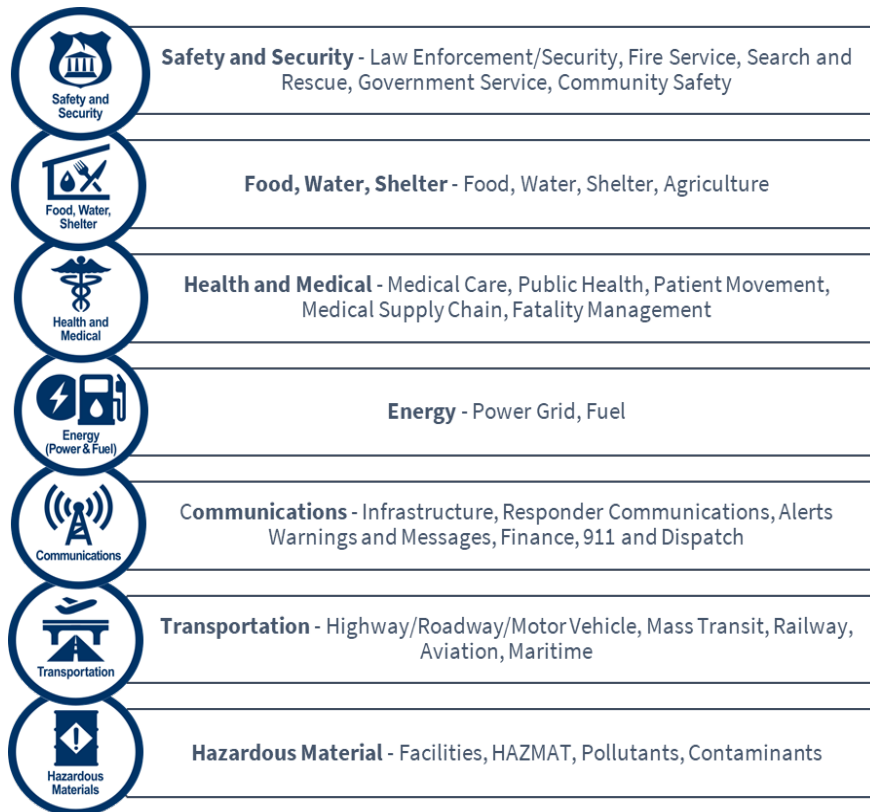 Safety and
Security
Safety and Security - Law Enforcement/Security, Fire Service, Search and
Rescue, Government Service, Community Safety
Food, Water,
Shelter
Food, Water, Shelter - Food, Water, Shelter, Agriculture
Health and
Medical
Health and Medical - Medical Care, Public Health, Patient Movement,
Medical Supply Chain, Fatality Management
Energy
(Power & Fuel)
Energy - Power Grid, Fuel
Communications
Communications - Infrastructure, Responder Communications, Alerts
Warnings and Messages, Finance, 911 and Dispatch
Transportation
Transportation - Highway/Roadway/Motor Vehicle, Mass Transit, Railway,
Aviation, Maritime
Hazardous
Materials
Hazardous Material - Facilities, HAZMAT, Pollutants, Contaminants